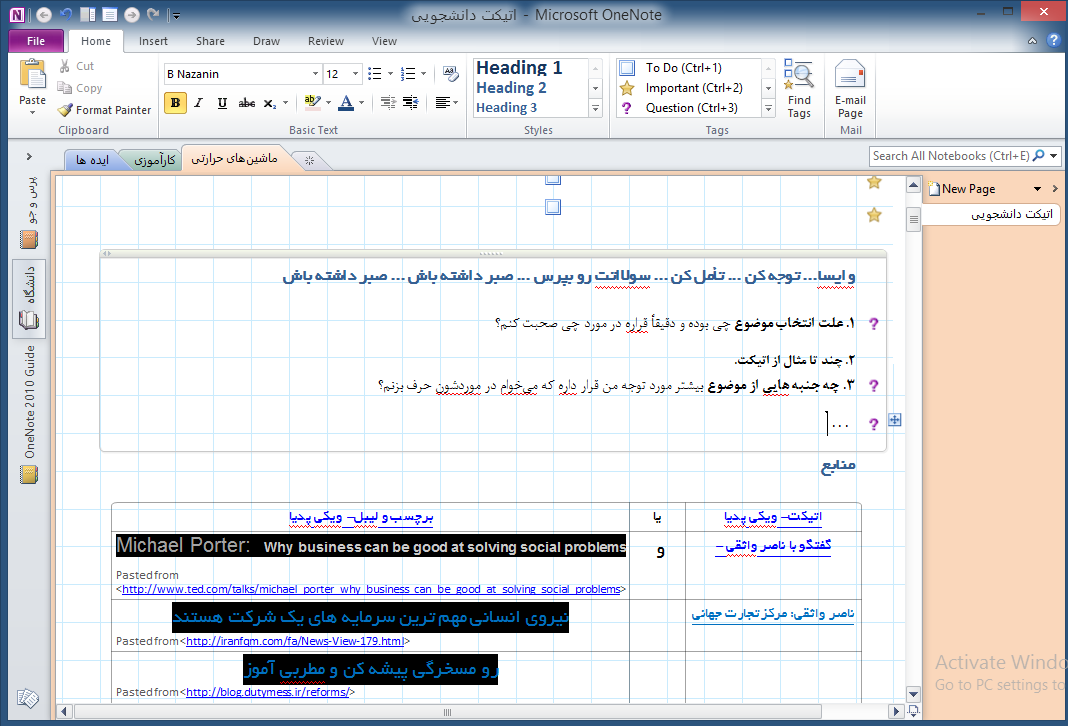 اتیکت دانشجویی - Microsoft OneNote
File Home Insert Share Draw Review View
Paste
Cut
Copy
Format Painter
Clipboard
B Nazanin 12
B I U abc x₂ ab A
Basic Text
Heading 1
Heading 2
Heading 3
Styles
To Do (Ctrl+1)
Important (Ctrl+2)
Question (Ctrl+3)
Tags
Find Tags
E-mail Page
Mail
ایده ها کارآموزی ماشین‌های حرارتی
Search All Notebooks (Ctrl+E)
New Page
اتیکت دانشجویی
پرس و جو
دانشگاه
OneNote 2010 Guide
وایسا... توجه کن ... تأمل کن ... سولااتت رو بپرس ... صبر داشته باش ... صبر داشته باش
۱. علت انتخاب موضوع چی بوده و دقیقاً قراره در مورد چی صحبت کنم؟
۲. چند تا مثال از اتیکت.
۳. چه جنبه هایی از موضوع بیشتر مورد توجه من قرار داره که می‌خوام در موردشون حرف بزنم؟
...
منابع
اتیکت– ویکی پدیا یا برچسب و لیبل– ویکی پدیا
گفتگو با ناصر واثقی – و
Michael Porter: Why business can be good at solving social problems
Pasted from
<http://www.ted.com/talks/michael_porter_why_business_can_be_good_at_solving_social_problems>
ناصر واثقی: مرکز تجارت جهانی
نیروی انسانی مهم ترین سرمایه های یک شرکت هستند
Pasted from <http://iranfqm.com/fa/News-View-179.html>
رو مسخرگی پیشه کن و مطربی آموز
Pasted from <http://blog.dutymess.ir/reforms/>
Activate Windo
Go to PC settings to